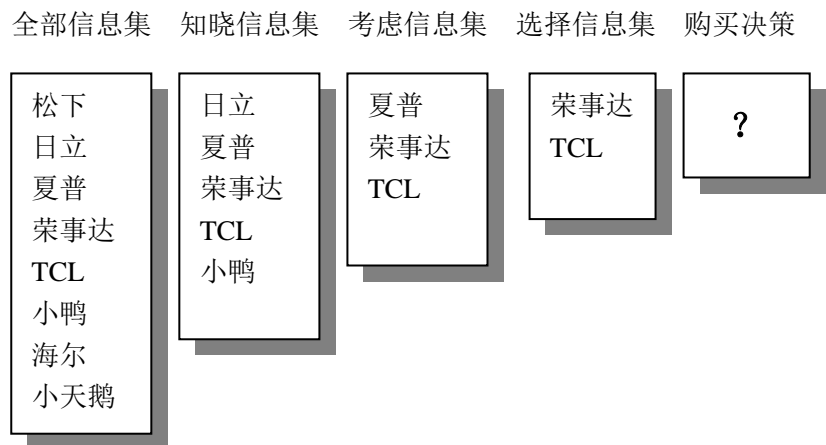 全部信息集 知晓信息集 考虑信息集 选择信息集 购买决策
松下
日立
夏普
荣事达
TCL
小鸭
海尔
小天鹅
日立
夏普
荣事达
TCL
小鸭
夏普
荣事达
TCL
荣事达
TCL
?